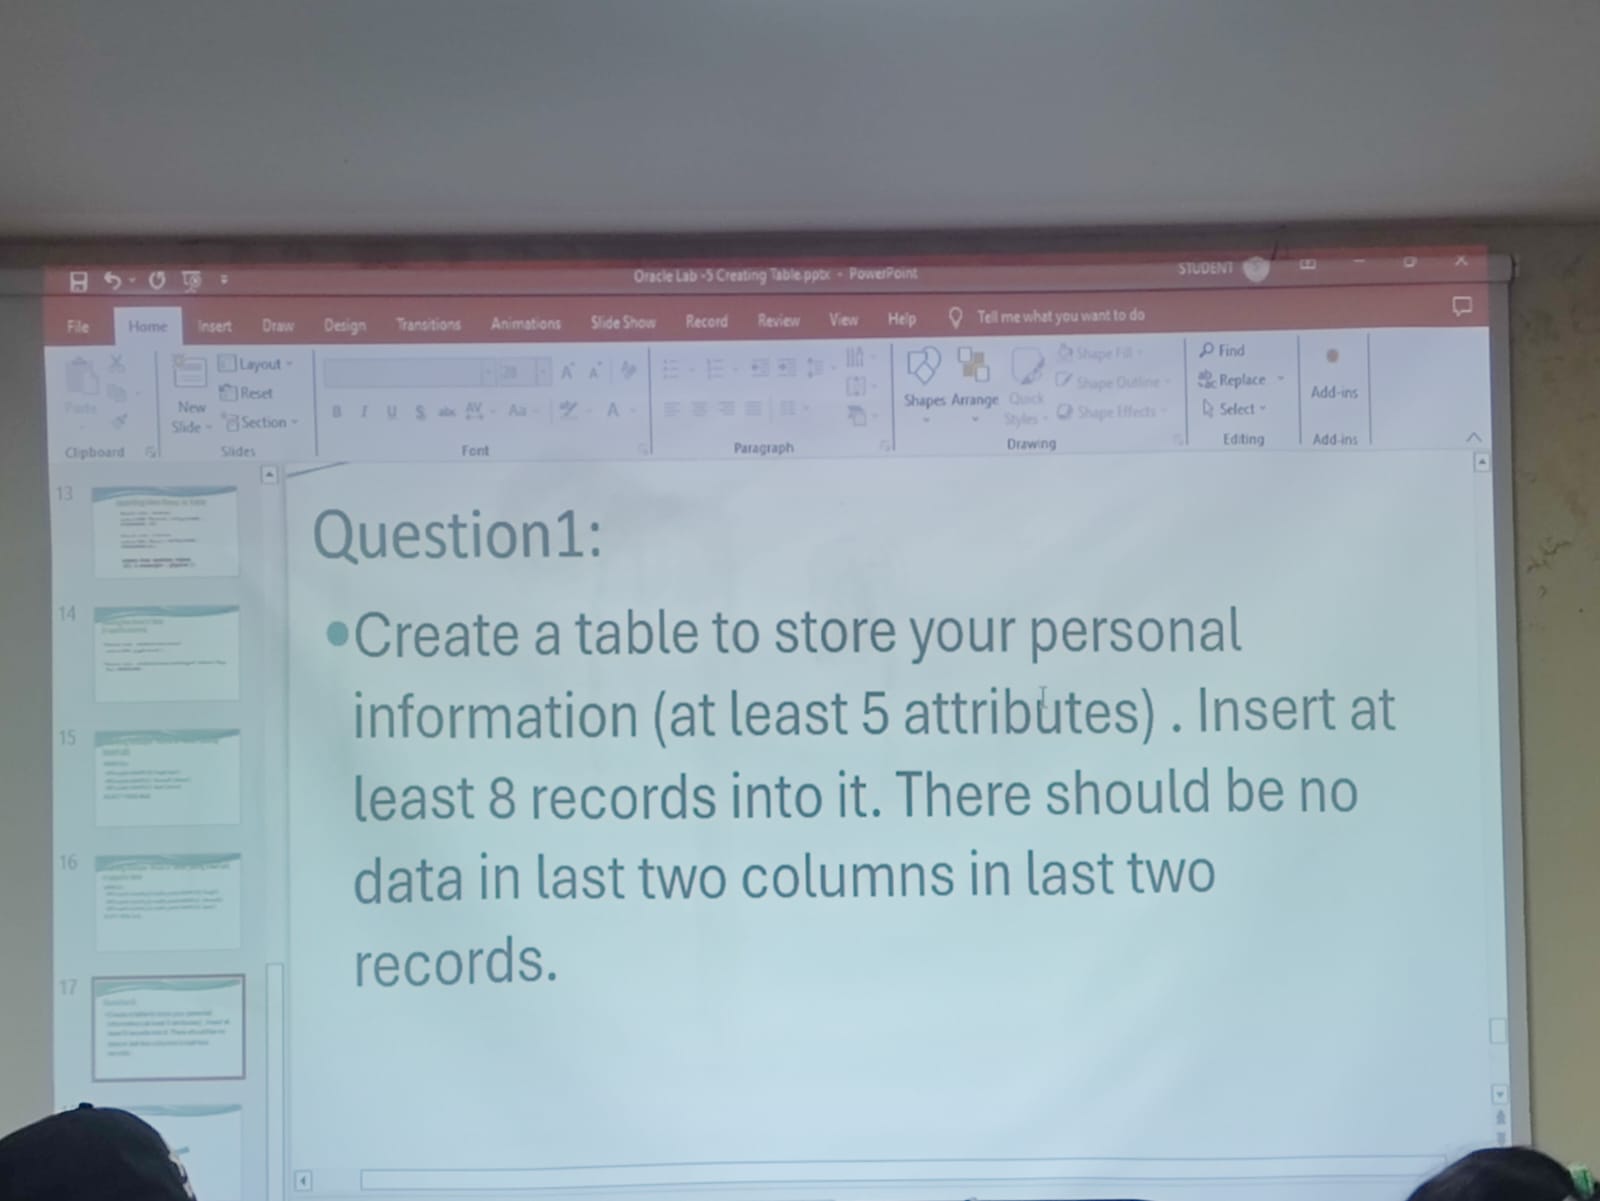 Oracle Lab -5 Creating Table.pptx - PowerPoint
STUDENT
File Home Insert Draw Design Transitions Animations Slide Show Record Review View Help Tell me what you want to do
Paste
Clipboard
New Slide
Layout
Reset
Section
Slides
28
B I U S abc AV Aa A
Font
Paragraph
Shapes Arrange Quick Styles
Shape Fill
Shape Outline
Shape Effects
Drawing
Find
Replace
Select
Editing
Add-ins
Add-ins
13
14
15
16
17
Question1:
•Create a table to store your personal
information (at least 5 attributes) . Insert at
least 8 records into it. There should be no
data in last two columns in last two
records.